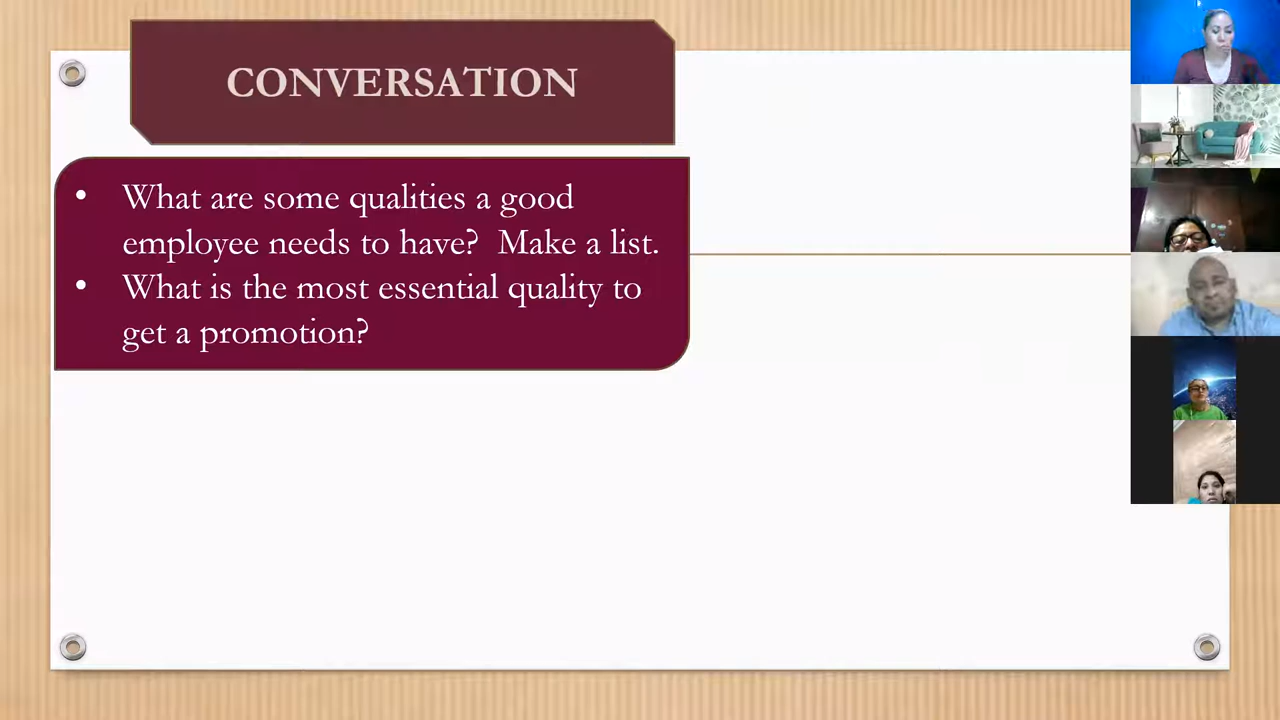 CONVERSATION
• What are some qualities a good
employee needs to have?  Make a list.
• What is the most essential quality to
get a promotion?